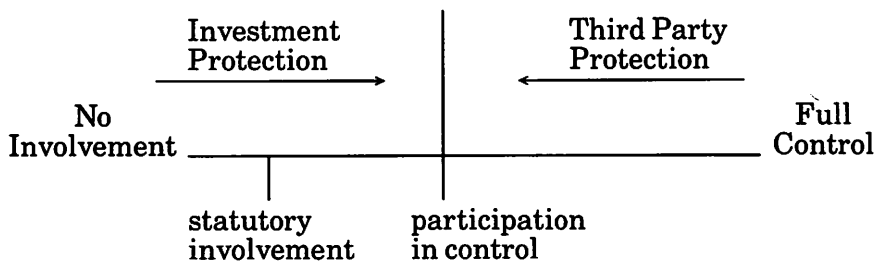 Investment
Protection
Third Party
Protection
No
Involvement
Full
Control
statutory
involvement
participation
in control